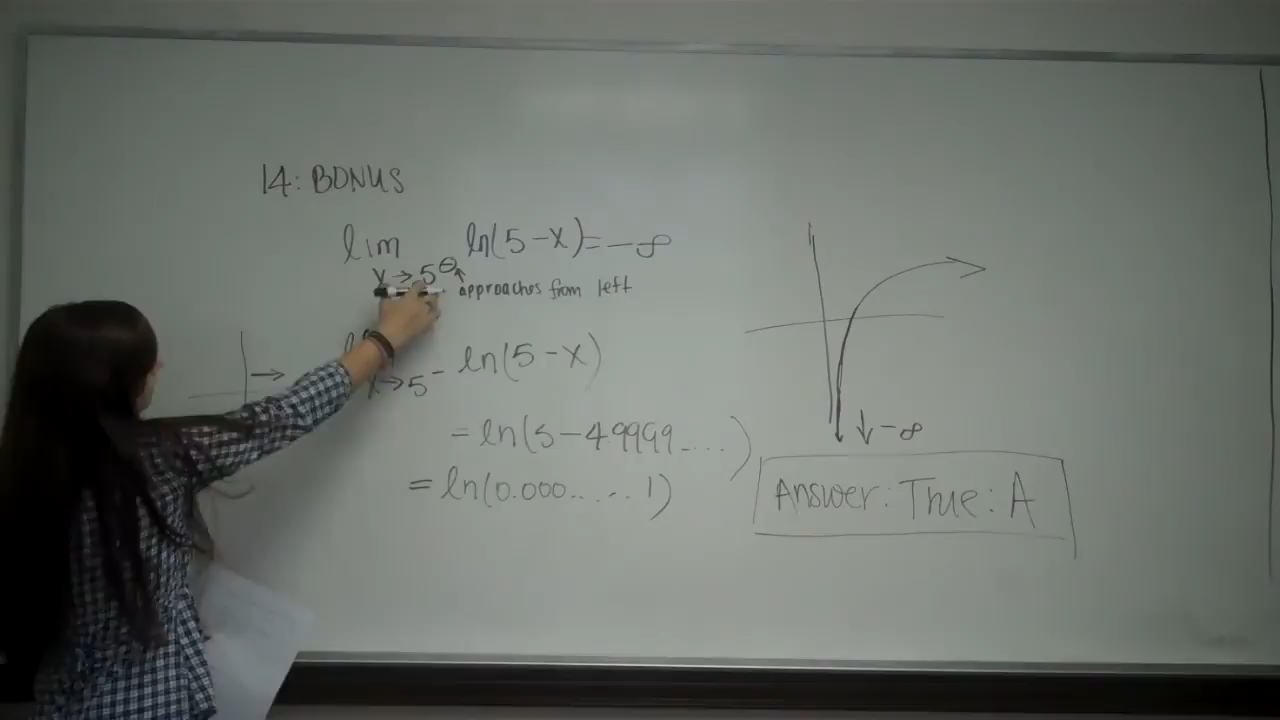 14: BONUS
lim ln(5-x)=-∞
x→5⊖
approaches from left
ln(5-x)
x→5-
=ln(5-4.9999.....)
=ln(0.000.....1)
↓-∞
Answer: True: A